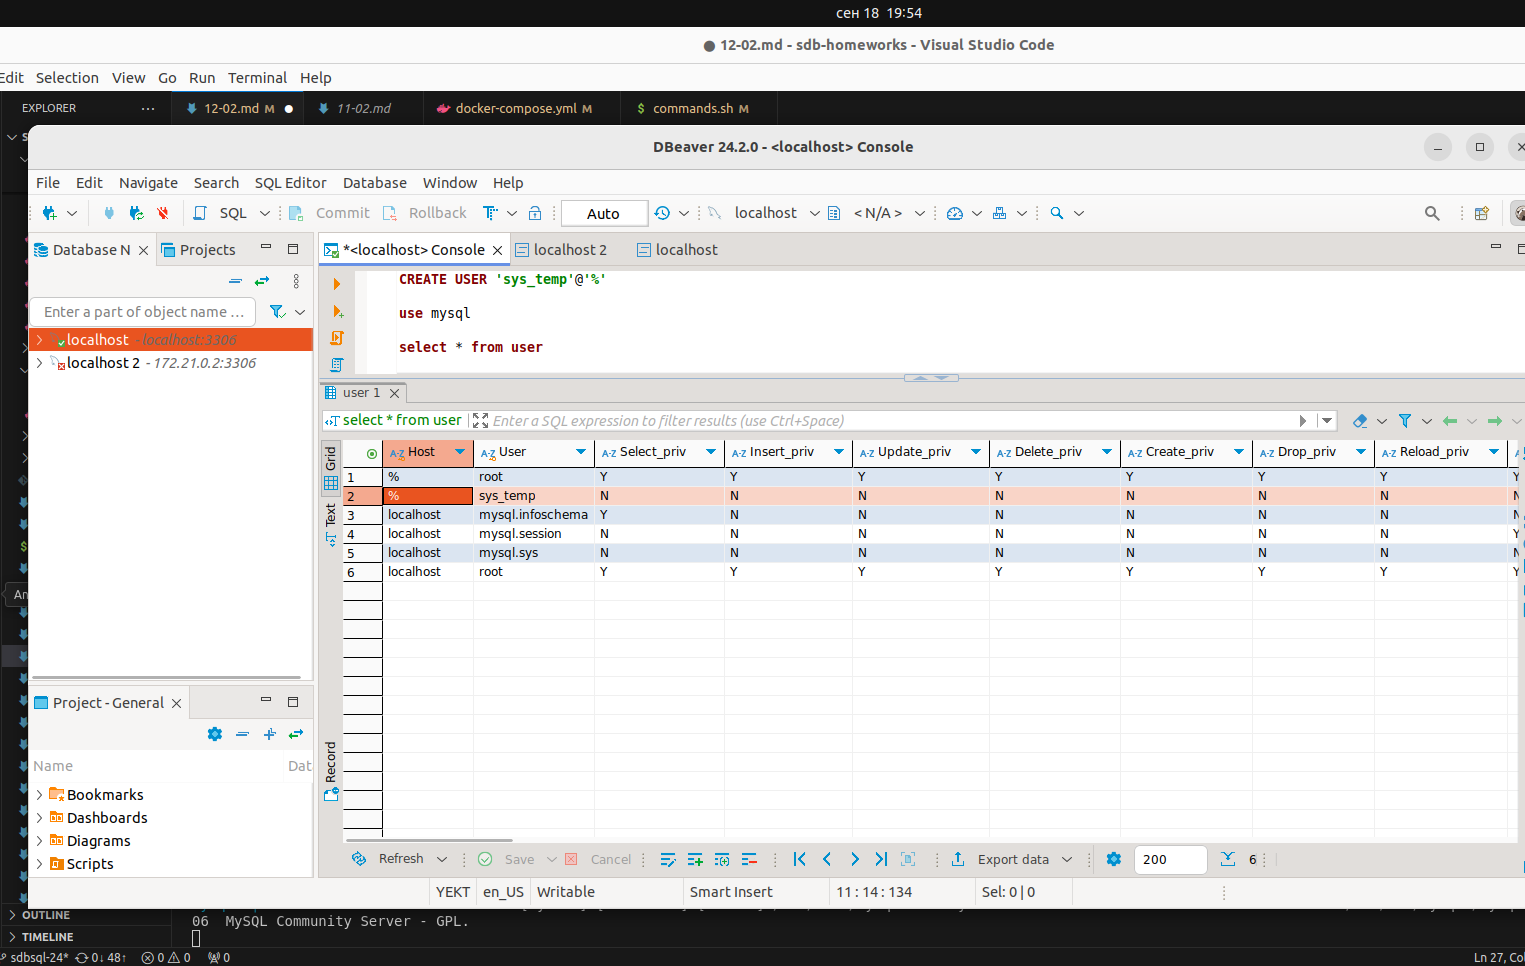 сен 18 19:54
12-02.md - sdb-homeworks - Visual Studio Code
Edit Selection View Go Run Terminal Help
EXPLORER ··· 12-02.md M 11-02.md docker-compose.yml M $ commands.sh M
DBeaver 24.2.0 - <localhost> Console
File Edit Navigate Search SQL Editor Database Window Help
SQL Commit Rollback Auto localhost < N/A >
Database N Projects *<localhost> Console localhost 2 localhost
CREATE USER 'sys_temp'@'%'
use mysql
select * from user
Enter a part of object name ...
localhost - localhost:3306
localhost 2 - 172.21.0.2:3306
user 1
select * from user Enter a SQL expression to filter results (use Ctrl+Space)
Grid
Text
Record
Host User Select_priv Insert_priv Update_priv Delete_priv Create_priv Drop_priv Reload_priv
1 % root Y Y Y Y Y Y Y Y
2 % sys_temp N N N N N N N N
3 localhost mysql.infoschema Y N N N N N N N
4 localhost mysql.session N N N N N N N Y
5 localhost mysql.sys N N N N N N N N
6 localhost root Y Y Y Y Y Y Y Y
Project - General
Name Dat
Bookmarks
Dashboards
Diagrams
Scripts
Refresh Save Cancel Export data 200 6
YEKT en_US Writable Smart Insert 11 : 14 : 134 Sel: 0 | 0
An
OUTLINE
TIMELINE
06 MySQL Community Server - GPL.
sdbsql-24* 0↓ 48↑ 0 0 0 Ln 27, Co